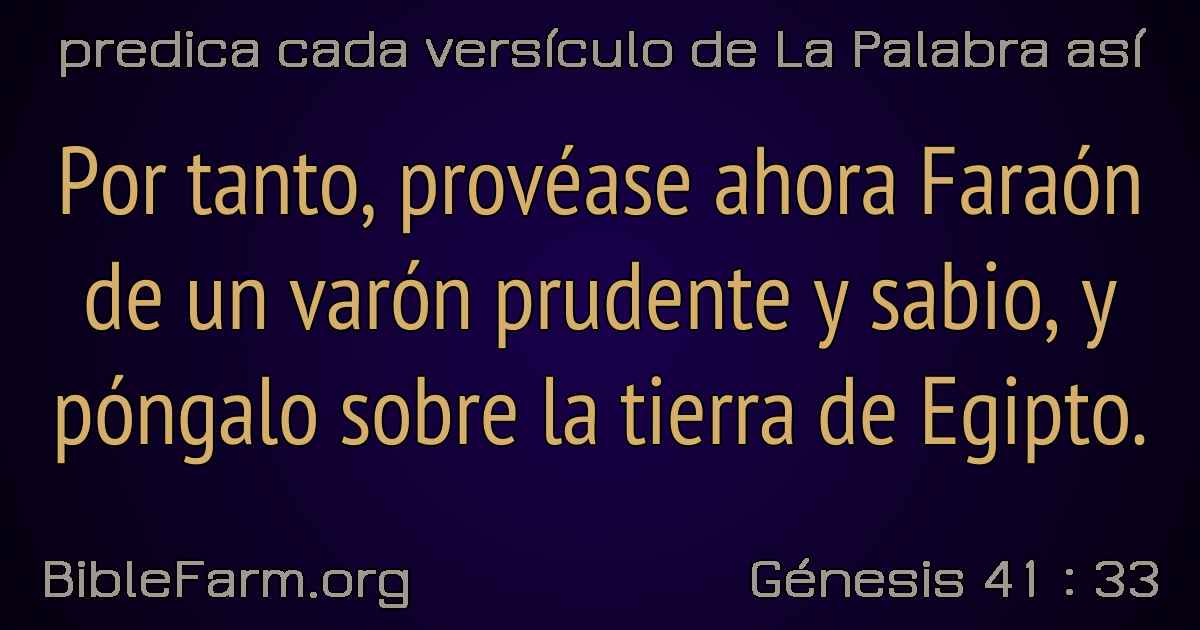 predica cada versículo de La Palabra así
Por tanto, provéase ahora Faraón
de un varón prudente y sabio, y
póngalo sobre la tierra de Egipto.
BibleFarm.org
Génesis 41 : 33